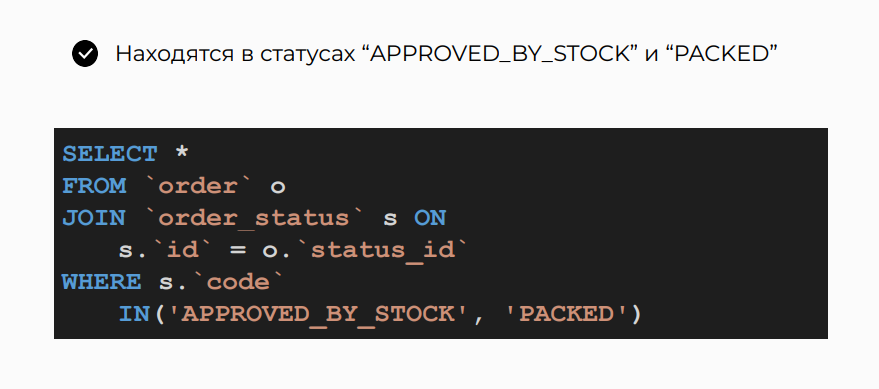 Находятся в статусах “APPROVED_BY_STOCK” и “PACKED”
SELECT *
FROM `order` o
JOIN `order_status` s ON
    s.`id` = o.`status_id`
WHERE s.`code`
    IN('APPROVED_BY_STOCK', 'PACKED')